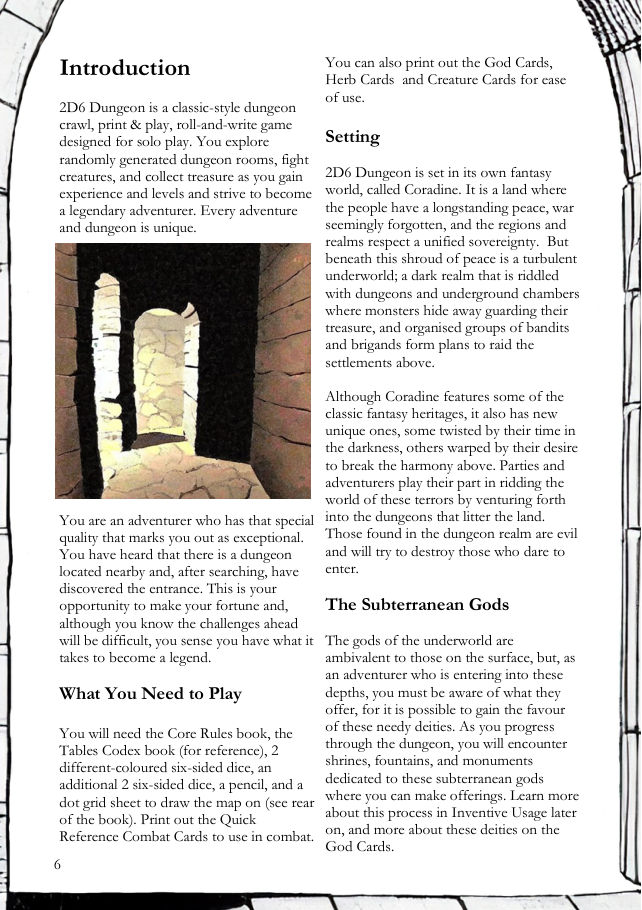 Introduction
2D6 Dungeon is a classic-style dungeon
crawl, print & play, roll-and-write game
designed for solo play. You explore
randomly generated dungeon rooms, fight
creatures, and collect treasure as you gain
experience and levels and strive to become
a legendary adventurer. Every adventure
and dungeon is unique.
You are an adventurer who has that special
quality that marks you out as exceptional.
You have heard that there is a dungeon
located nearby and, after searching, have
discovered the entrance. This is your
opportunity to make your fortune and,
although you know the challenges ahead
will be difficult, you sense you have what it
takes to become a legend.
What You Need to Play
You will need the Core Rules book, the
Tables Codex book (for reference), 2
different-coloured six-sided dice, an
additional 2 six-sided dice, a pencil, and a
dot grid sheet to draw the map on (see rear
of the book). Print out the Quick
Reference Combat Cards to use in combat.
You can also print out the God Cards,
Herb Cards and Creature Cards for ease
of use.
Setting
2D6 Dungeon is set in its own fantasy
world, called Coradine. It is a land where
the people have a longstanding peace, war
seemingly forgotten, and the regions and
realms respect a unified sovereignty. But
beneath this shroud of peace is a turbulent
underworld; a dark realm that is riddled
with dungeons and underground chambers
where monsters hide away guarding their
treasure, and organised groups of bandits
and brigands form plans to raid the
settlements above.
Although Coradine features some of the
classic fantasy heritages, it also has new
unique ones, some twisted by their time in
the darkness, others warped by their desire
to break the harmony above. Parties and
adventurers play their part in ridding the
world of these terrors by venturing forth
into the dungeons that litter the land.
Those found in the dungeon realm are evil
and will try to destroy those who dare to
enter.
The Subterranean Gods
The gods of the underworld are
ambivalent to those on the surface, but, as
an adventurer who is entering into these
depths, you must be aware of what they
offer, for it is possible to gain the favour
of these needy deities. As you progress
through the dungeon, you will encounter
shrines, fountains, and monuments
dedicated to these subterranean gods
where you can make offerings. Learn more
about this process in Inventive Usage later
on, and more about these deities on the
God Cards.
6